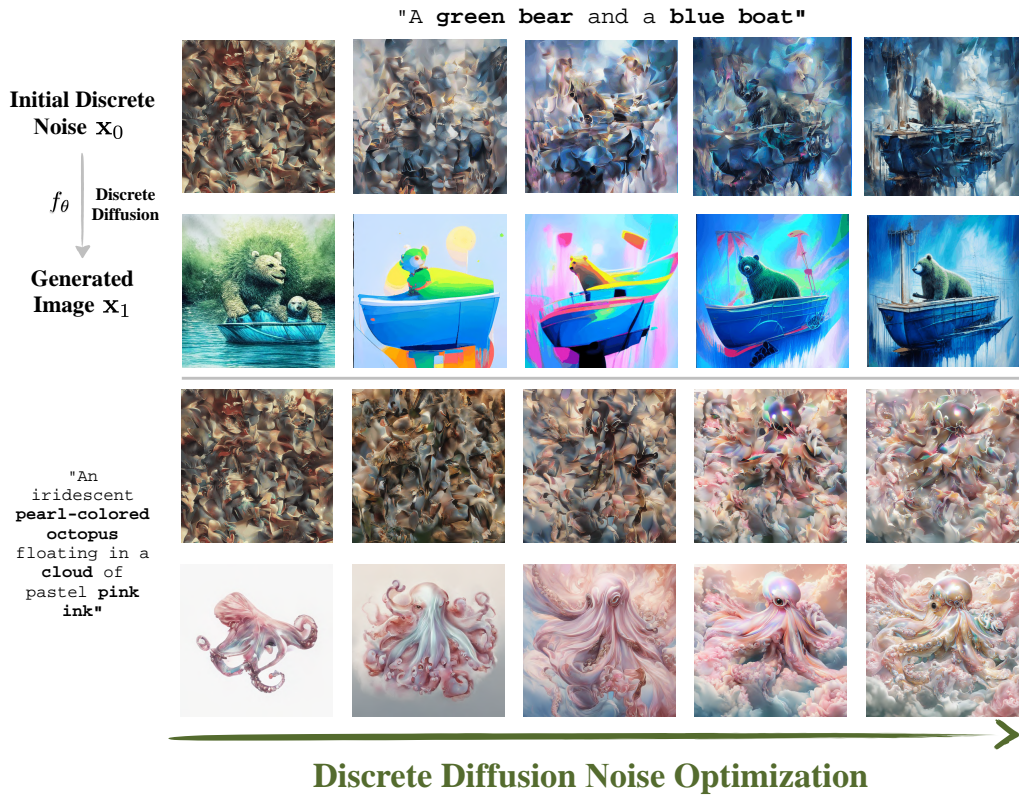 "A green bear and a blue boat"
Initial Discrete
Noise x₀
f_θ
Discrete
Diffusion
Generated
Image x₁
"An
iridescent
pearl-colored
octopus
floating in a
cloud of
pastel pink
ink"
Discrete Diffusion Noise Optimization